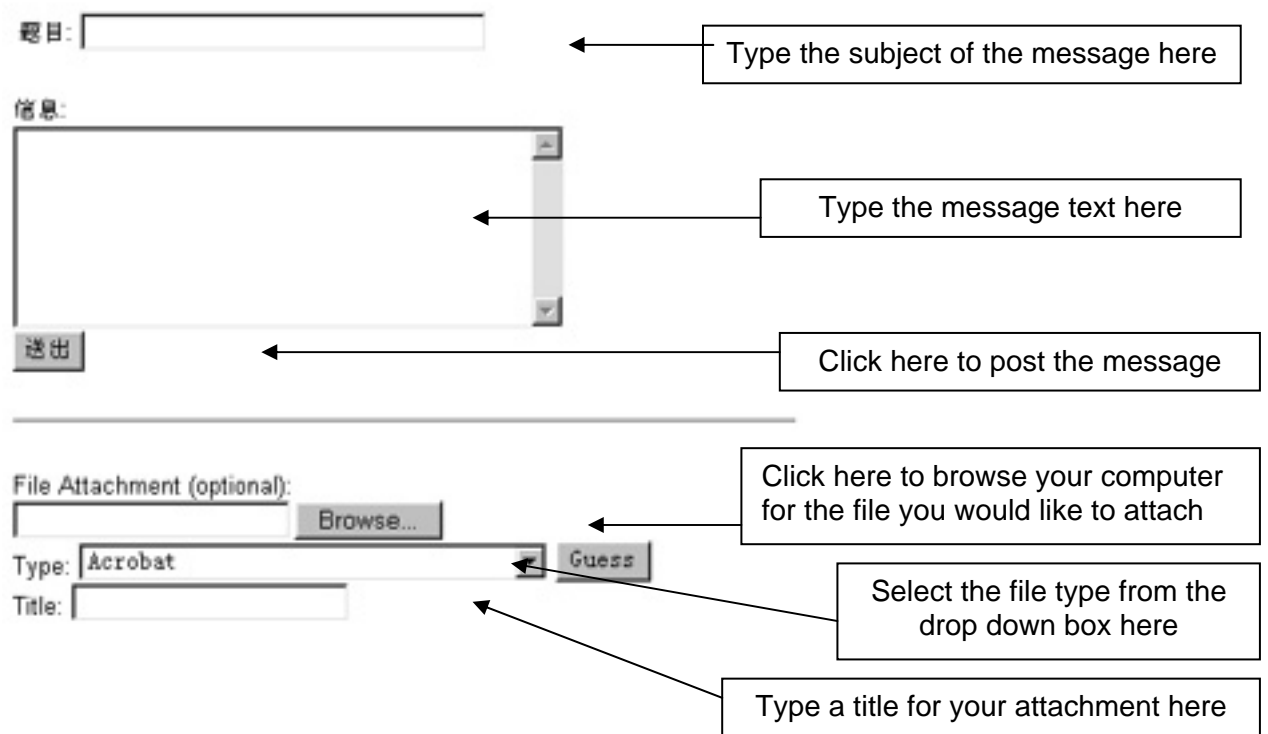 題目:
Type the subject of the message here
信息:
Type the message text here
送出
Click here to post the message
File Attachment (optional):
Browse...
Click here to browse your computer
for the file you would like to attach
Type: Acrobat Guess
Select the file type from the
drop down box here
Title:
Type a title for your attachment here